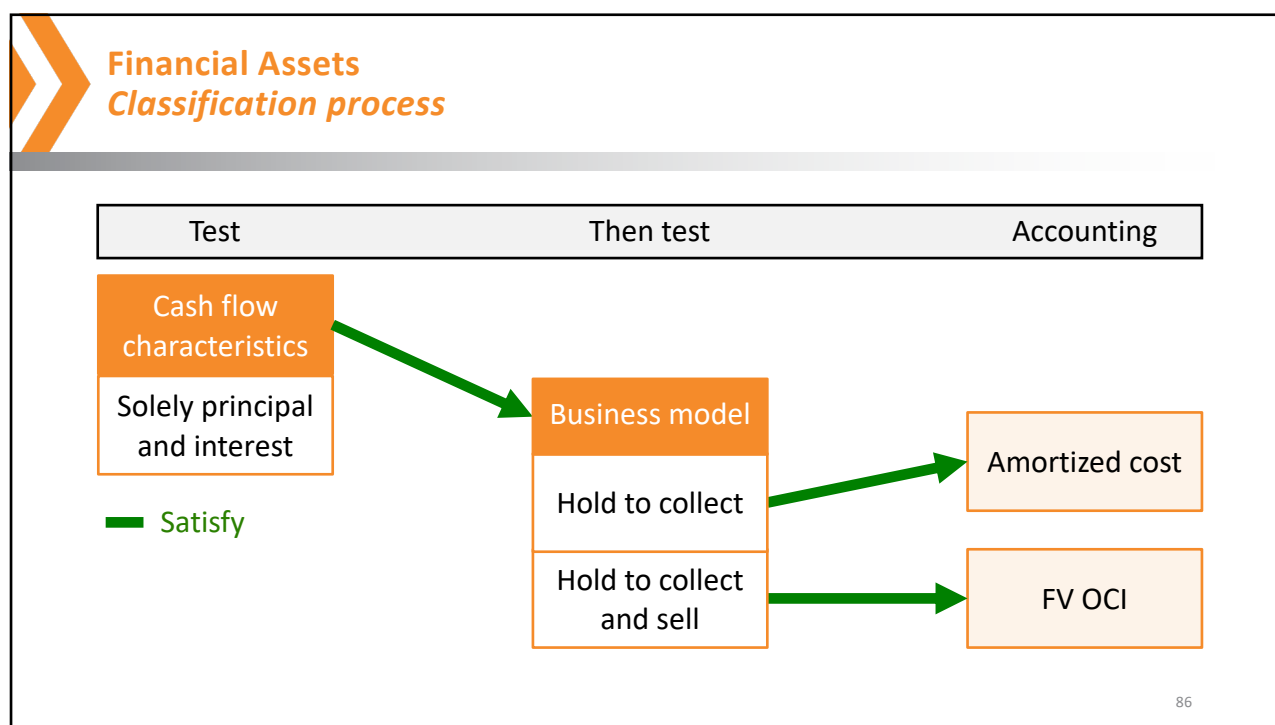 Financial Assets
Classification process
Test
Then test
Accounting
Cash flow
characteristics
Solely principal
and interest
Satisfy
Business model
Hold to collect
Hold to collect
and sell
Amortized cost
FV OCI
86